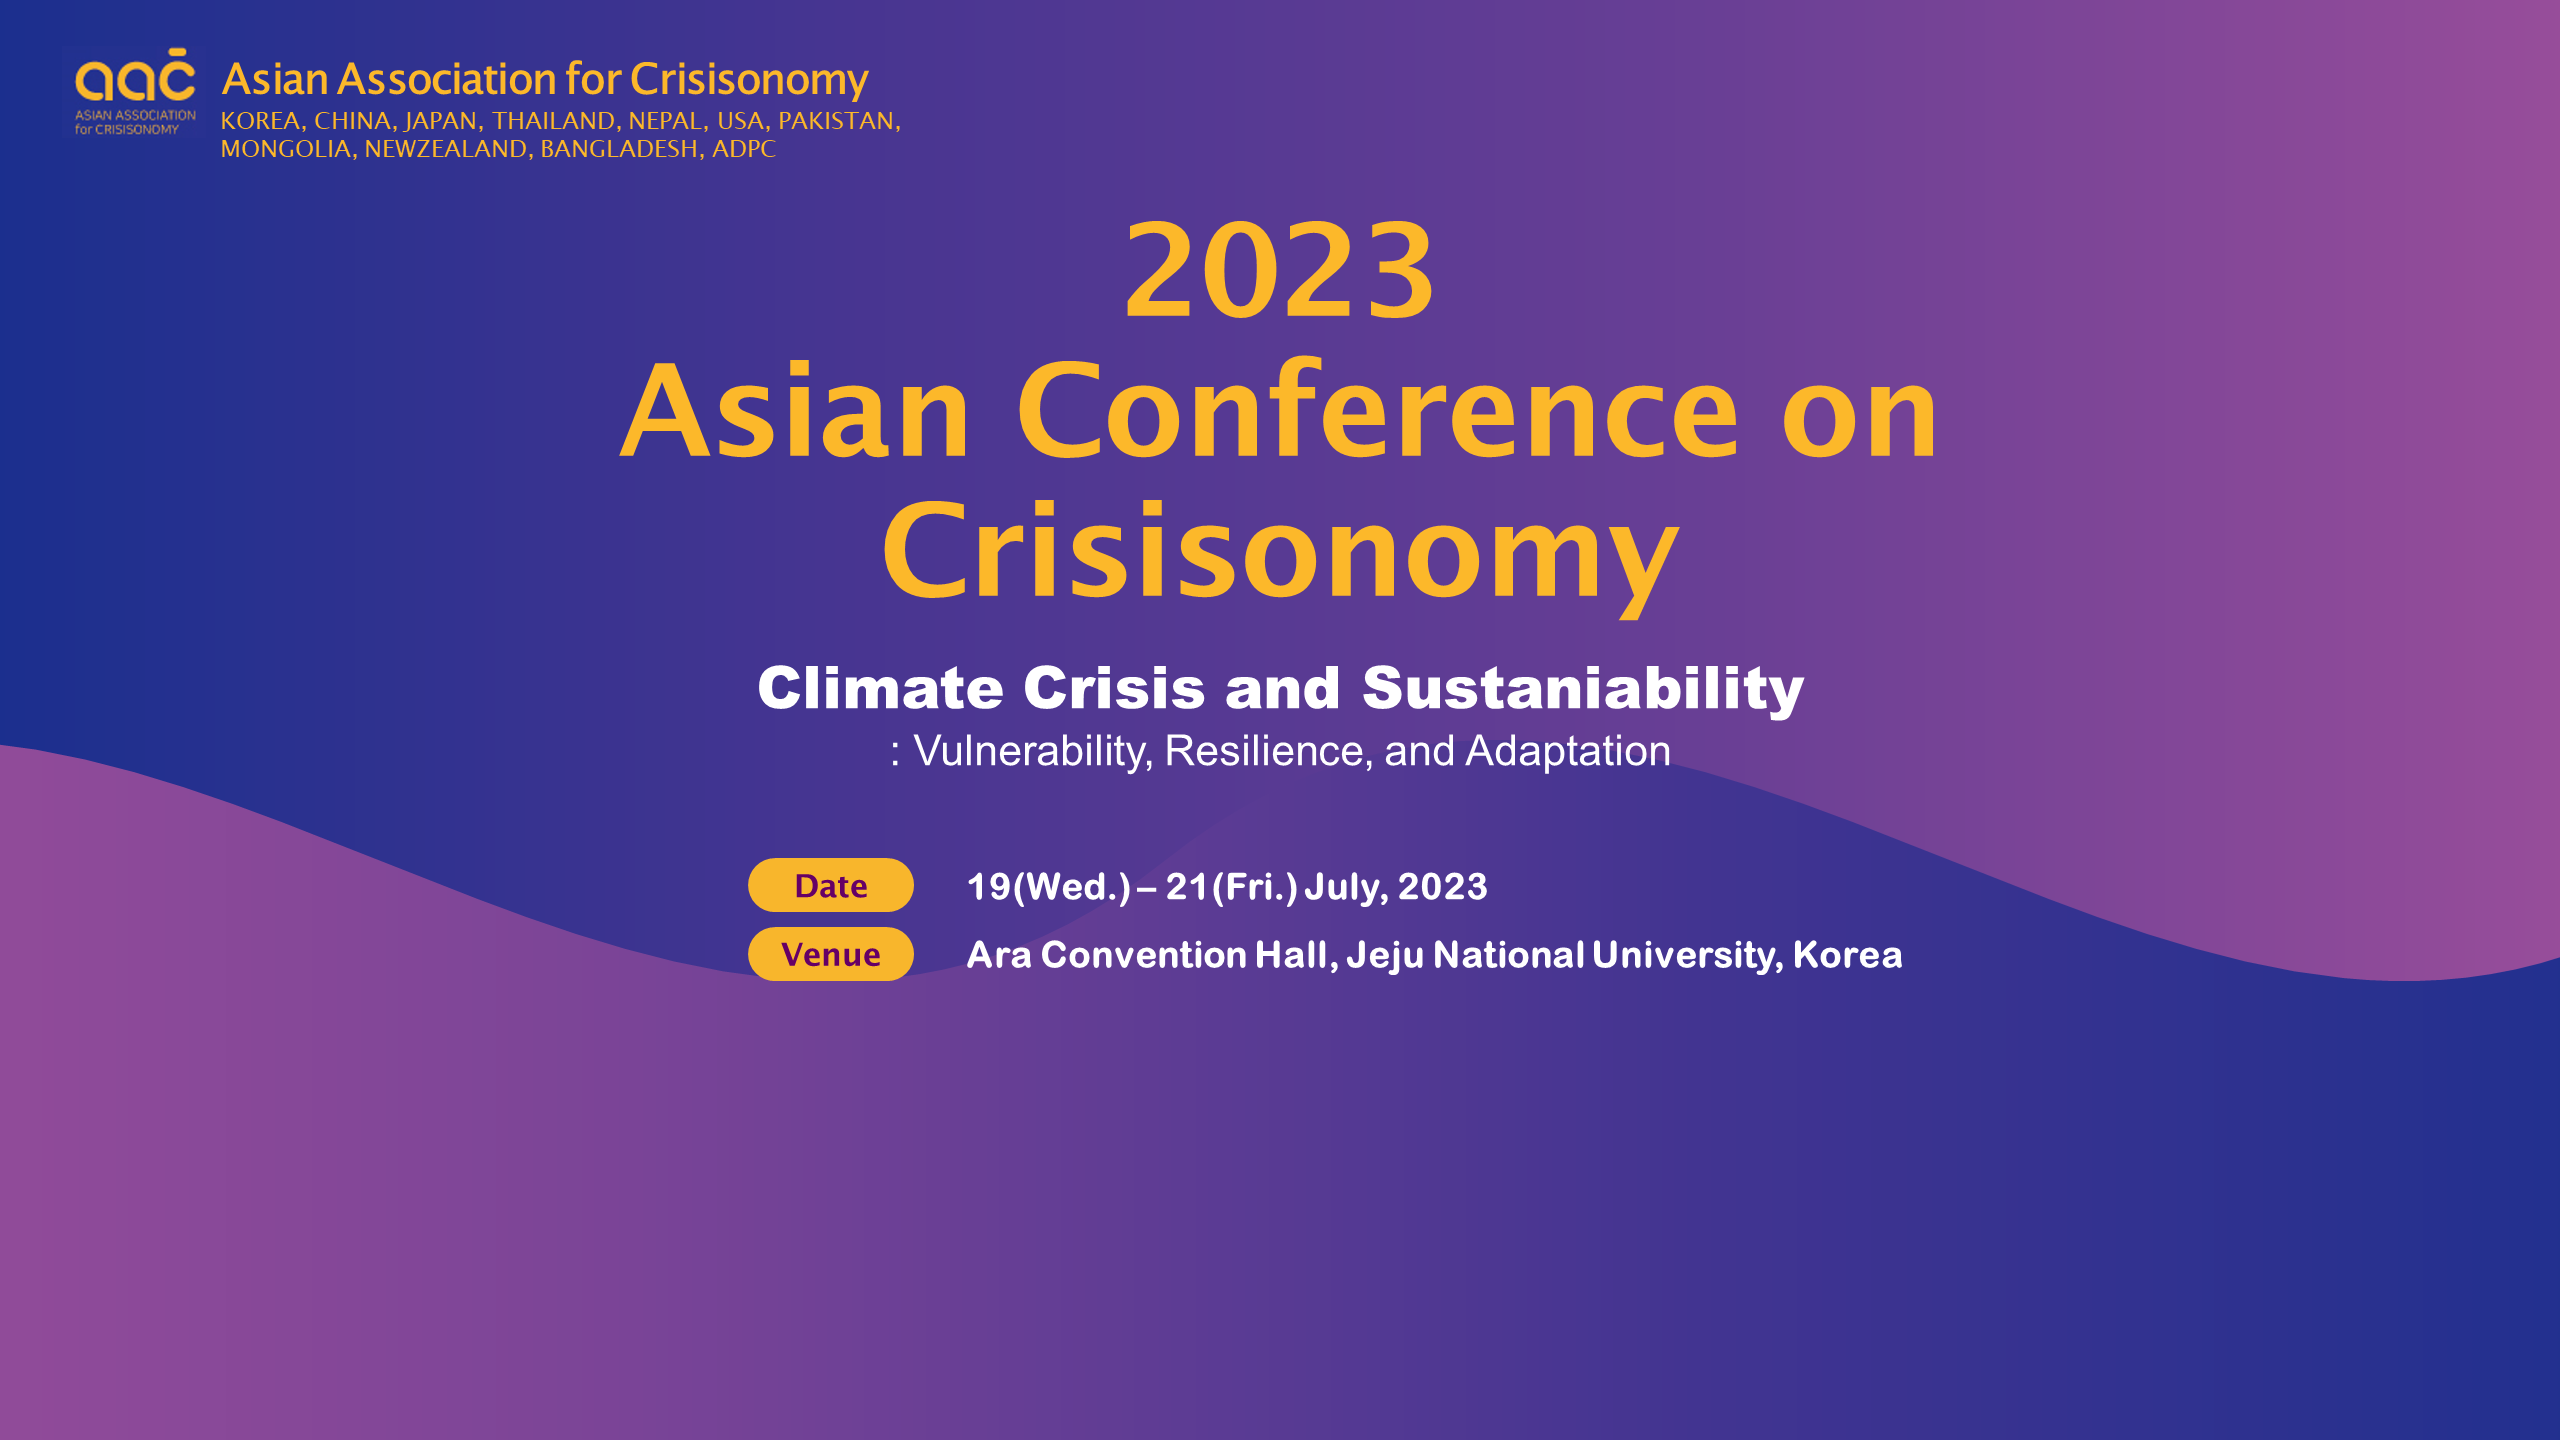 aac
ASIAN ASSOCIATION
for CRISISONOMY
Asian Association for Crisisonomy
KOREA, CHINA, JAPAN, THAILAND, NEPAL, USA, PAKISTAN,
MONGOLIA, NEWZEALAND, BANGLADESH, ADPC
2023
Asian Conference on
Crisisonomy
Climate Crisis and Sustaniability
: Vulnerability, Resilience, and Adaptation
Date 19(Wed.) – 21(Fri.) July, 2023
Venue Ara Convention Hall, Jeju National University, Korea